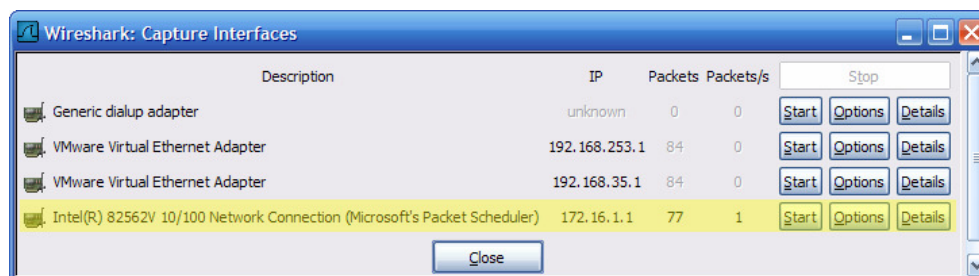 Wireshark: Capture Interfaces
Description IP Packets Packets/s Stop
Generic dialup adapter unknown 0 0 Start Options Details
VMware Virtual Ethernet Adapter 192.168.253.1 84 0 Start Options Details
VMware Virtual Ethernet Adapter 192.168.35.1 84 0 Start Options Details
Intel(R) 82562V 10/100 Network Connection (Microsoft's Packet Scheduler) 172.16.1.1 77 1 Start Options Details
Close